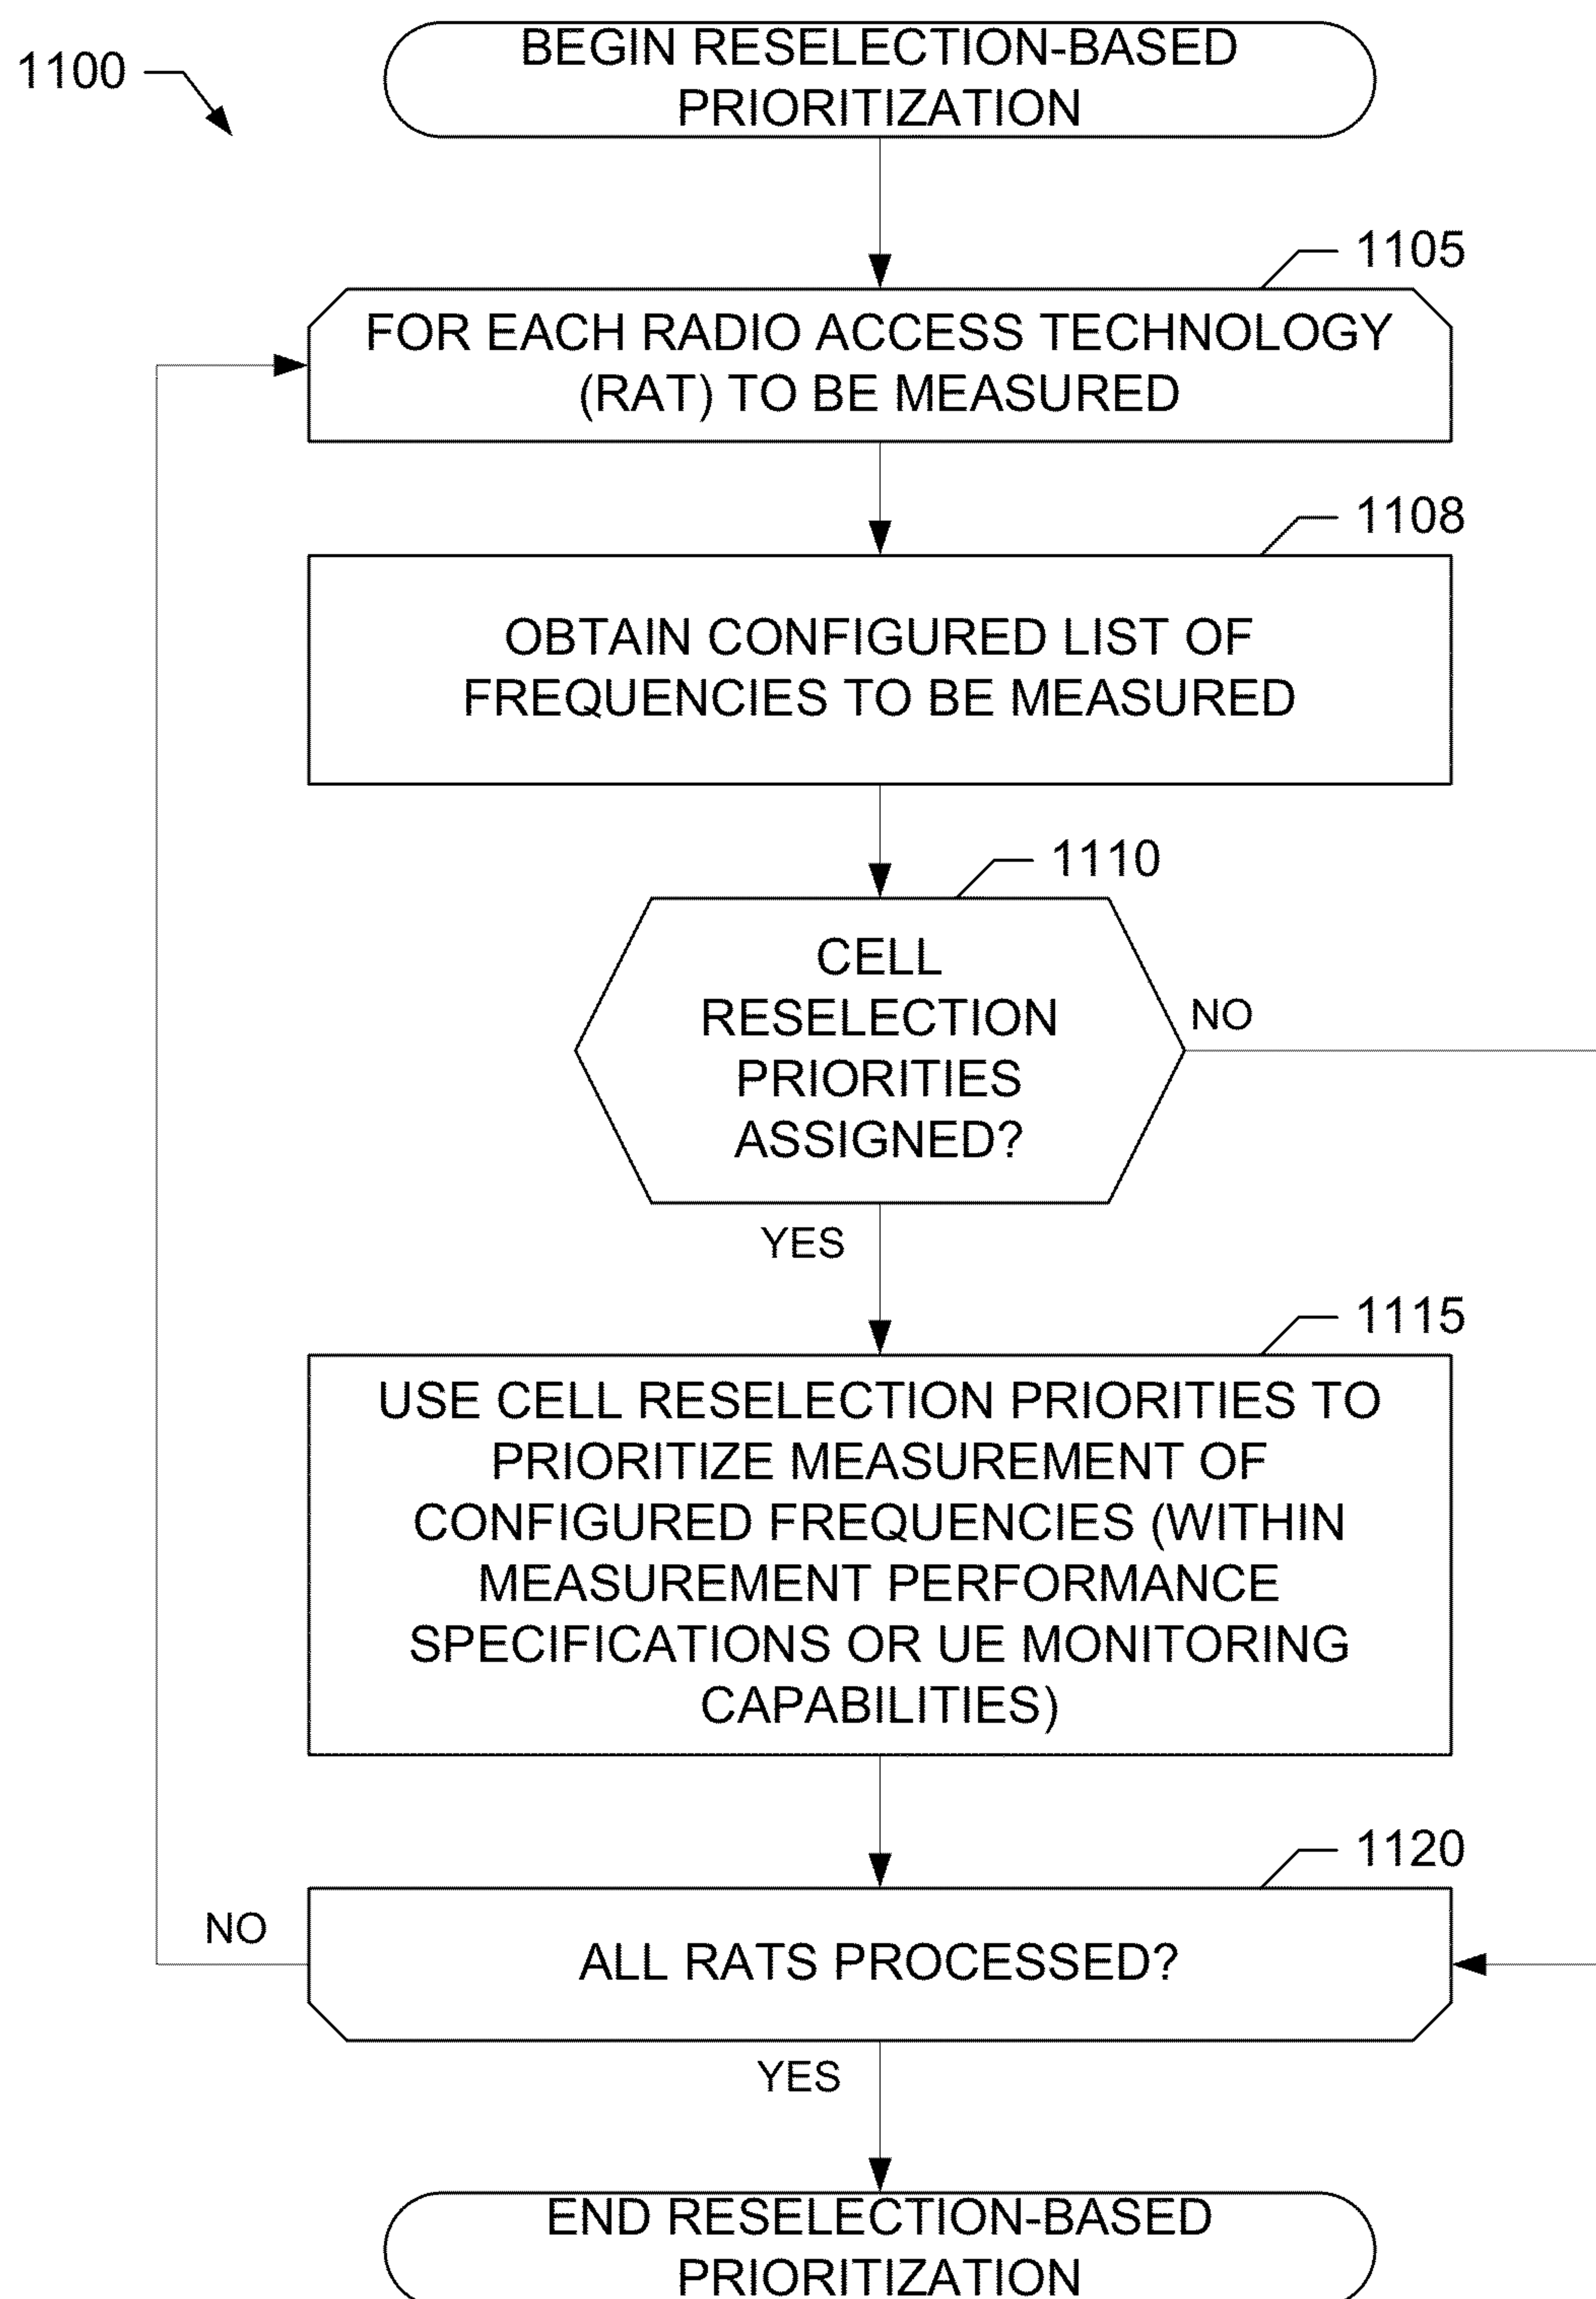 1100
BEGIN RESELECTION-BASED
PRIORITIZATION
1105
FOR EACH RADIO ACCESS TECHNOLOGY
(RAT) TO BE MEASURED
1108
OBTAIN CONFIGURED LIST OF
FREQUENCIES TO BE MEASURED
1110
CELL
RESELECTION
PRIORITIES
ASSIGNED?
NO
YES
1115
USE CELL RESELECTION PRIORITIES TO
PRIORITIZE MEASUREMENT OF
CONFIGURED FREQUENCIES (WITHIN
MEASUREMENT PERFORMANCE
SPECIFICATIONS OR UE MONITORING
CAPABILITIES)
1120
NO
ALL RATS PROCESSED?
YES
END RESELECTION-BASED
PRIORITIZATION